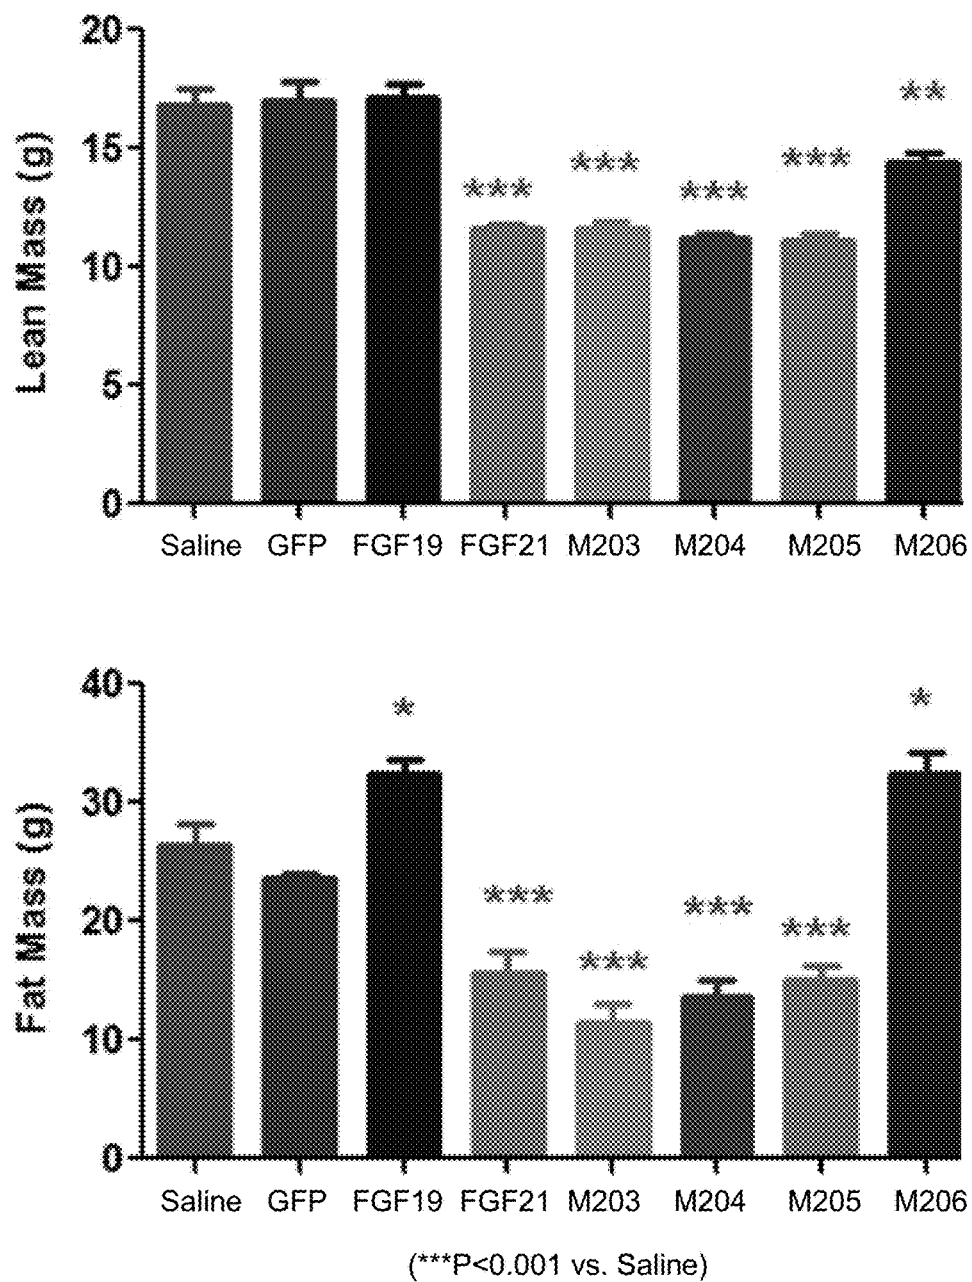 20
15
10
5
0
Lean Mass (g)
*** *** *** *** **
Saline GFP FGF19 FGF21 M203 M204 M205 M206
40
30
20
10
0
Fat Mass (g)
* *** *** *** *** *
Saline GFP FGF19 FGF21 M203 M204 M205 M206
(***P<0.001 vs. Saline)